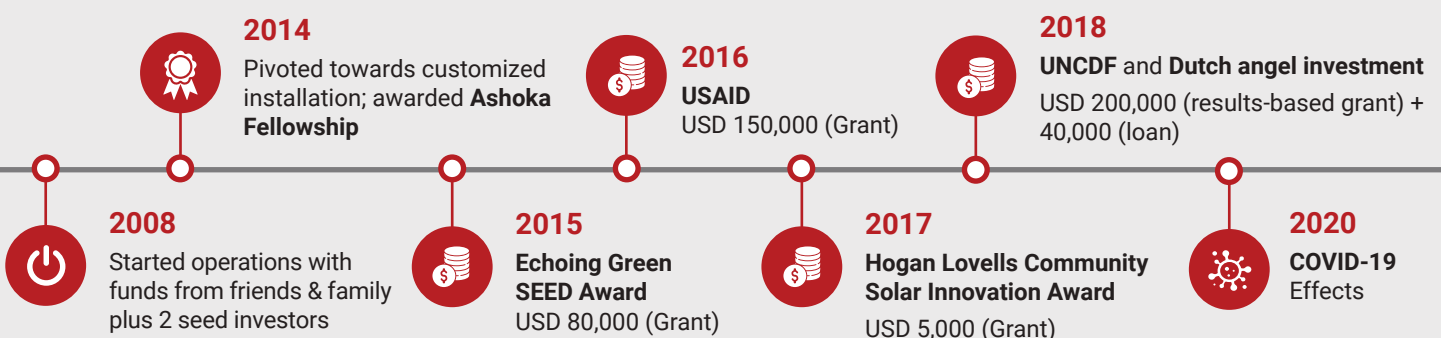 2008
Started operations with
funds from friends & family
plus 2 seed investors
2014
Pivoted towards customized
installation; awarded Ashoka
Fellowship
2015
Echoing Green
SEED Award
USD 80,000 (Grant)
2016
USAID
USD 150,000 (Grant)
2017
Hogan Lovells Community
Solar Innovation Award
USD 5,000 (Grant)
2018
UNCDF and Dutch angel investment
USD 200,000 (results-based grant) +
40,000 (loan)
2020
COVID-19
Effects